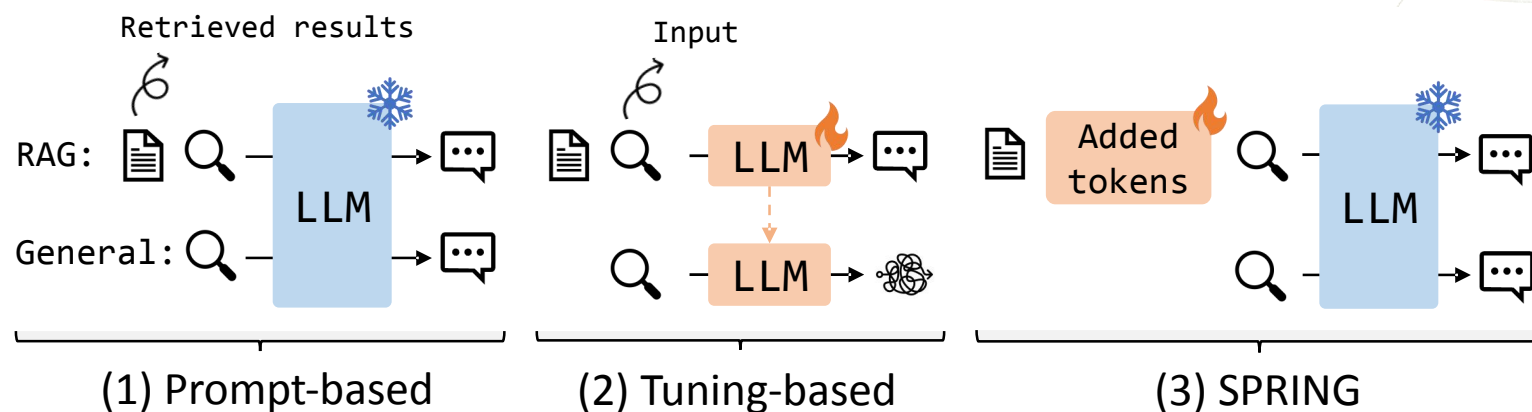 Retrieved results
Input
RAG:
LLM
LLM
Added
tokens
LLM
General:
LLM
(1) Prompt-based
(2) Tuning-based
(3) SPRING